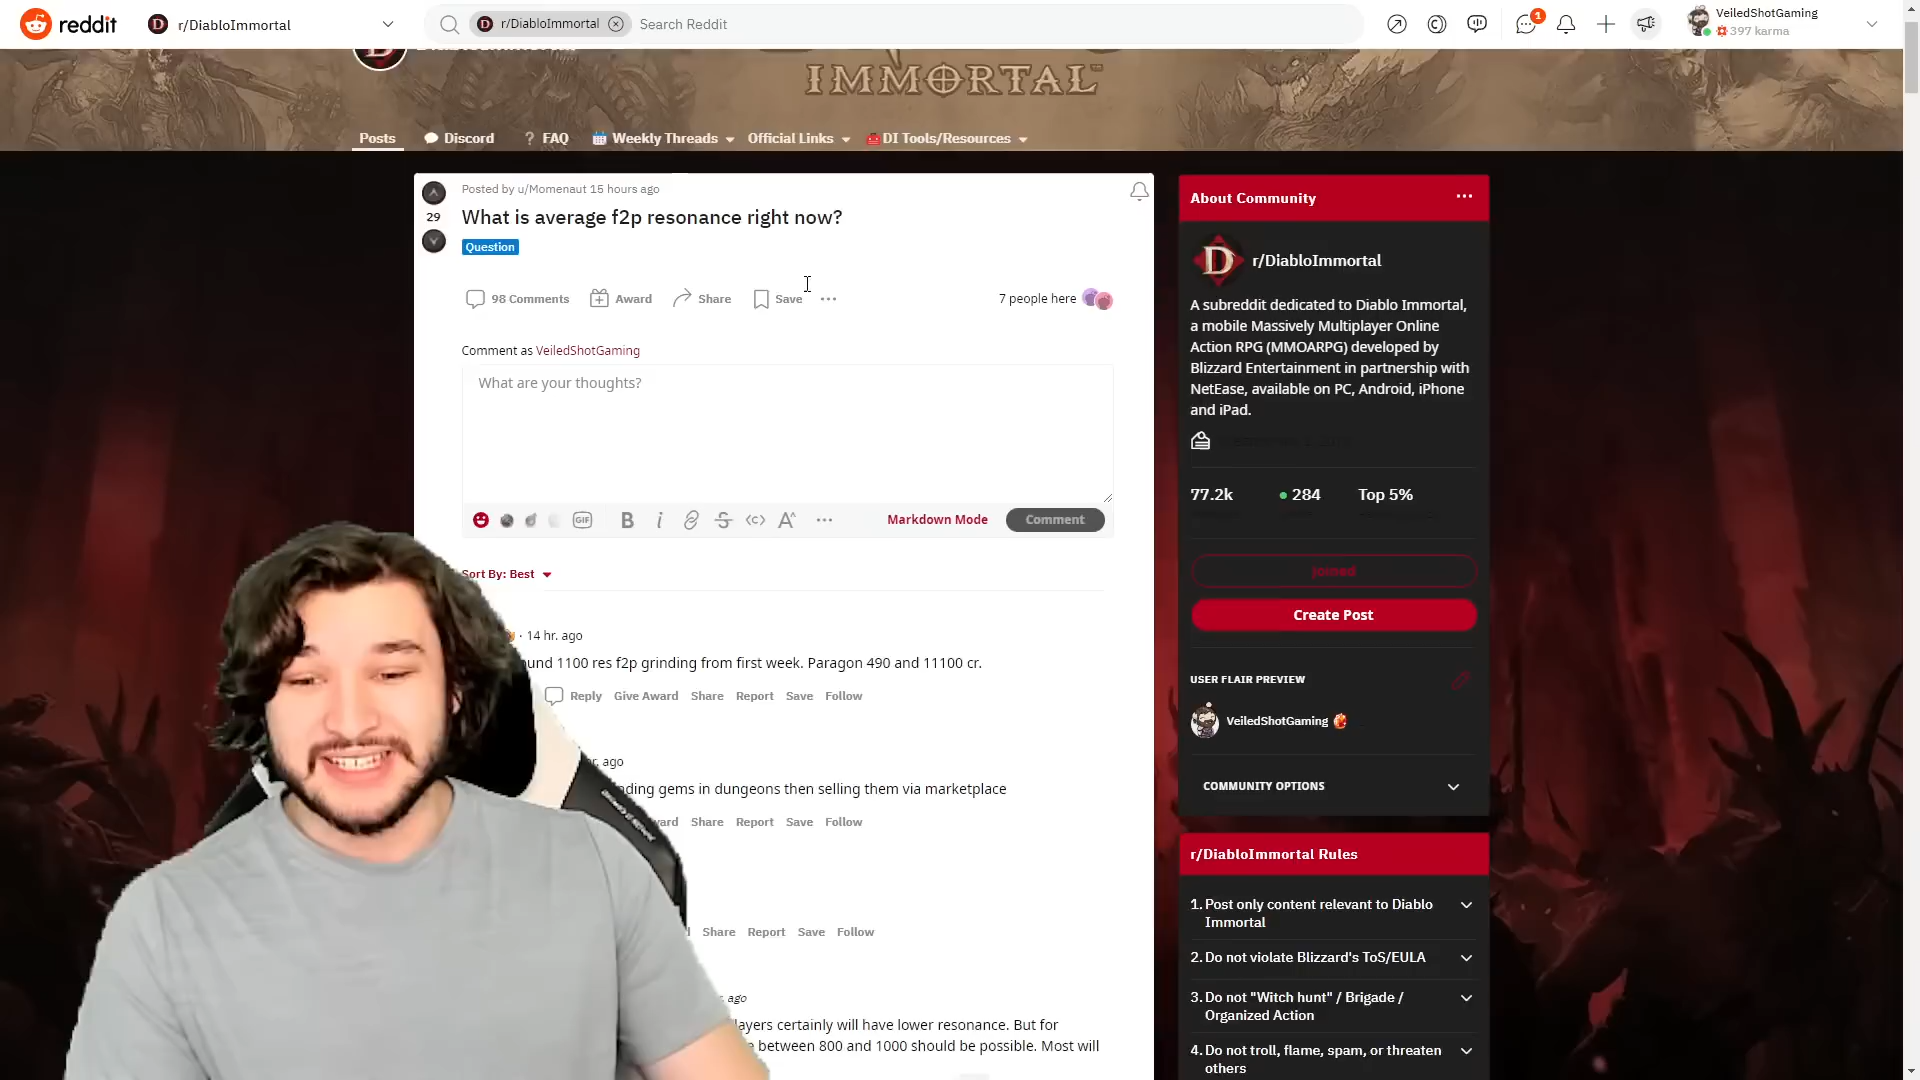 reddit
r/DiabloImmortal
r/DiabloImmortal
Search Reddit
1
VeiledShotGaming
397 karma
IMMORTAL
Posts
Discord
? FAQ
Weekly Threads
Official Links
DI Tools/Resources
Posted by u/Momenaut 15 hours ago
29
What is average f2p resonance right now?
Question
98 Comments
Award
Share
Save
7 people here
Comment as VeiledShotGaming
What are your thoughts?
GIF
B
i
Markdown Mode
Comment
Sort By: Best
· 14 hr. ago
1100 res f2p grinding from first week. Paragon 490 and 11100 cr.
Reply
Give Award
Share
Report
Save
Follow
ago
gems in dungeons then selling them via marketplace
Share
Report
Save
Follow
Share
Report
Save
Follow
ago
certainly will have lower resonance. But for
between 800 and 1000 should be possible. Most will
About Community
r/DiabloImmortal
A subreddit dedicated to Diablo Immortal,
a mobile Massively Multiplayer Online
Action RPG (MMOARPG) developed by
Blizzard Entertainment in partnership with
NetEase, available on PC, Android, iPhone
and iPad.
77.2k
284
Top 5%
Joined
Create Post
USER FLAIR PREVIEW
VeiledShotGaming
COMMUNITY OPTIONS
r/DiabloImmortal Rules
1. Post only content relevant to Diablo
Immortal
2. Do not violate Blizzard's ToS/EULA
3. Do not "Witch hunt" / Brigade /
Organized Action
4. Do not troll, flame, spam, or threaten
others